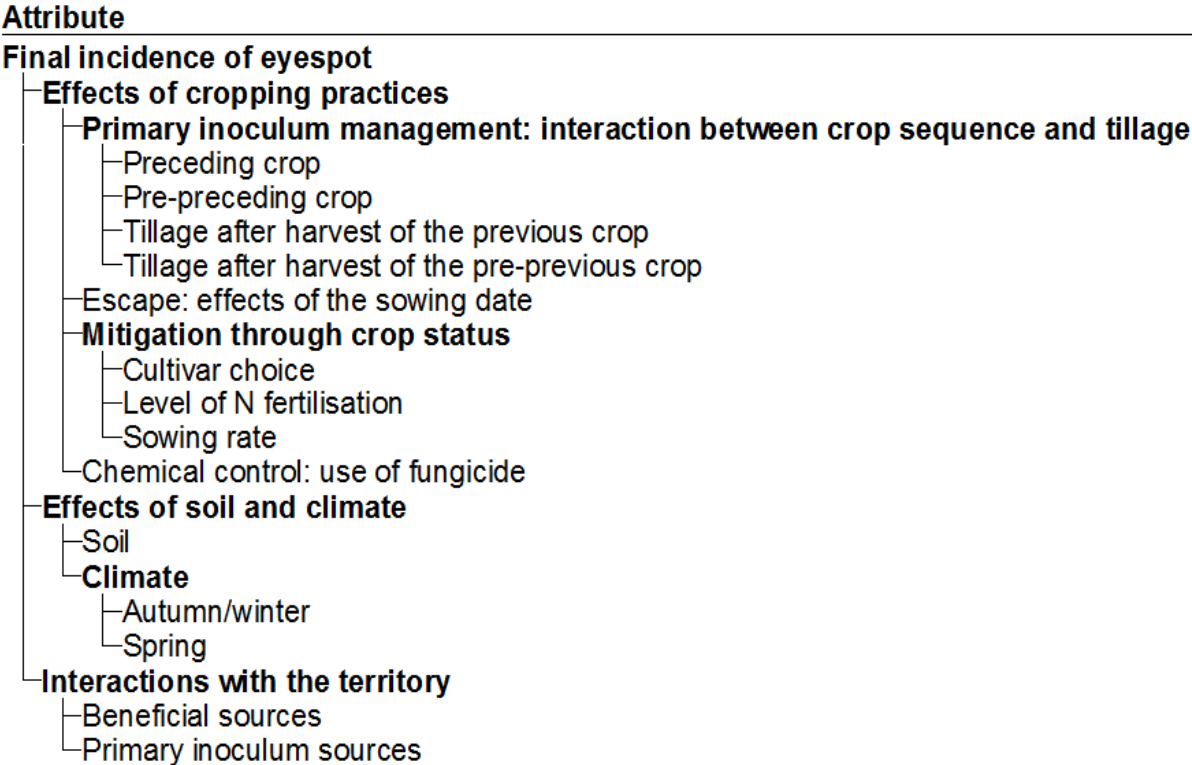 Attribute
Final incidence of eyespot
Effects of cropping practices
Primary inoculum management: interaction between crop sequence and tillage
Preceding crop
Pre-preceding crop
Tillage after harvest of the previous crop
Tillage after harvest of the pre-previous crop
Escape: effects of the sowing date
Mitigation through crop status
Cultivar choice
Level of N fertilisation
Sowing rate
Chemical control: use of fungicide
Effects of soil and climate
Soil
Climate
Autumn/winter
Spring
Interactions with the territory
Beneficial sources
Primary inoculum sources